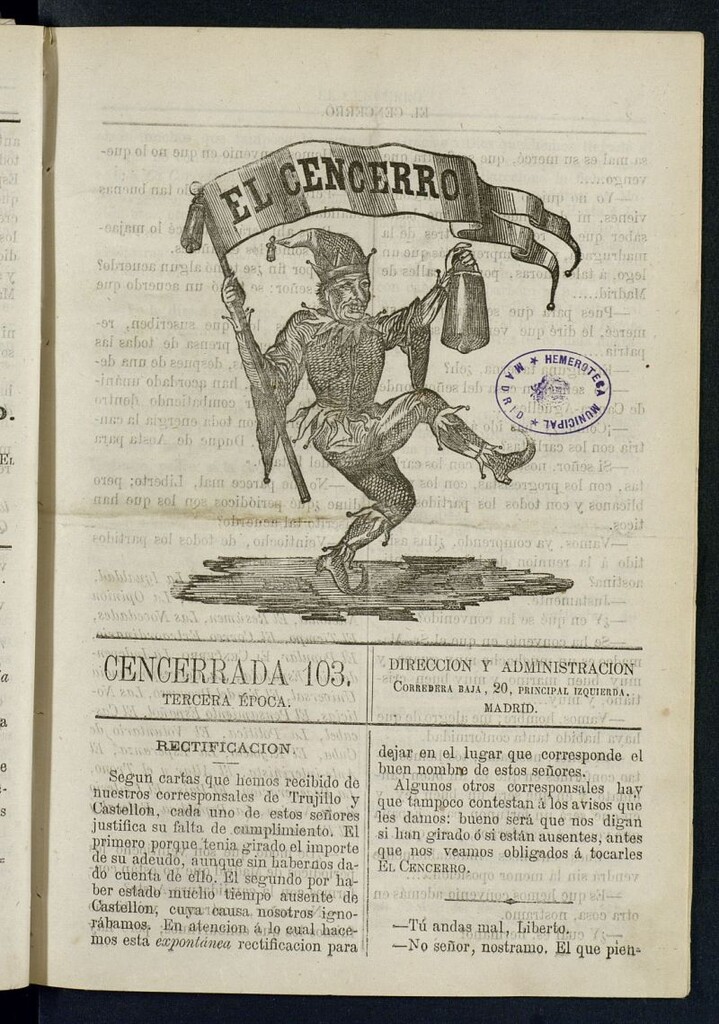 EL CENCERRO
HEMEROTECA MUNICIPAL
MADRID
CENCERRADA 103.
TERCERA ÉPOCA.
DIRECCION Y ADMINISTRACION
CORREDERA BAJA, 20, PRINCIPAL IZQUIERDA.
MADRID.
RECTIFICACION.
Segun cartas que hemos recibido de
nuestros corresponsales de Trujillo y
Castellon, cada uno de estos señores
justifica su falta de cumplimiento. El
primero porque tenia girado el importe
de su adeudo, aunque sin habernos da-
do cuenta de ello. El segundo por ha-
ber estado mucho tiempo ausente de
Castellon, cuya causa nosotros igno-
rábamos. En atencion á lo cual hace-
mos esta expontánea rectificacion para
dejar en el lugar que corresponde el
buen nombre de estos señores.
Algunos otros corresponsales hay
que tampoco contestan á los avisos que
les damos: bueno será que nos digan
si han girado ó si están ausentes, antes
que nos veamos obligados á tocarles
EL CENCERRO.
—Tú andas mal, Liberto.
—No señor, nostramo. El que pien-